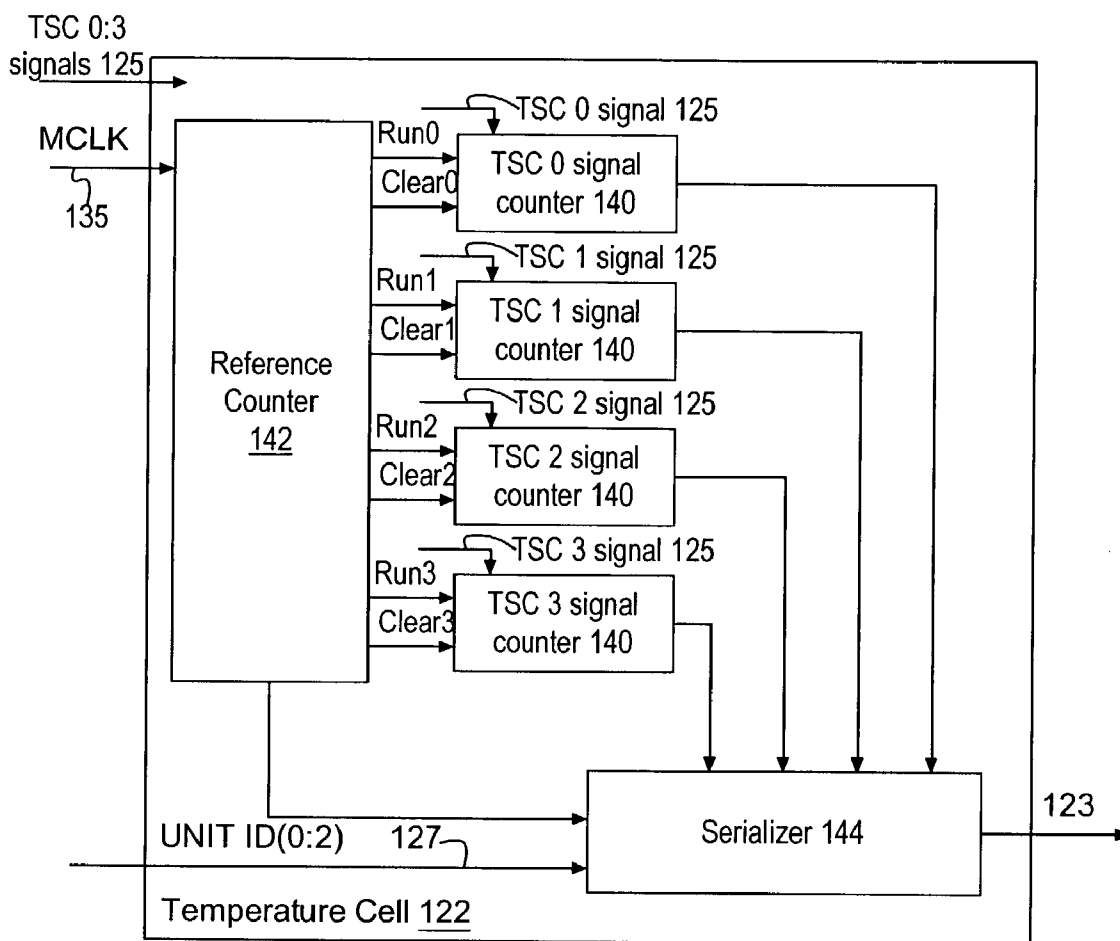 TSC 0:3
signals 125
MCLK
135
Reference
Counter
142
Run0
Clear0
TSC 0 signal 125
TSC 0 signal
counter 140
Run1
Clear1
TSC 1 signal 125
TSC 1 signal
counter 140
Run2
Clear2
TSC 2 signal 125
TSC 2 signal
counter 140
Run3
Clear3
TSC 3 signal 125
TSC 3 signal
counter 140
UNIT ID(0:2)
127
Serializer 144
123
Temperature Cell 122